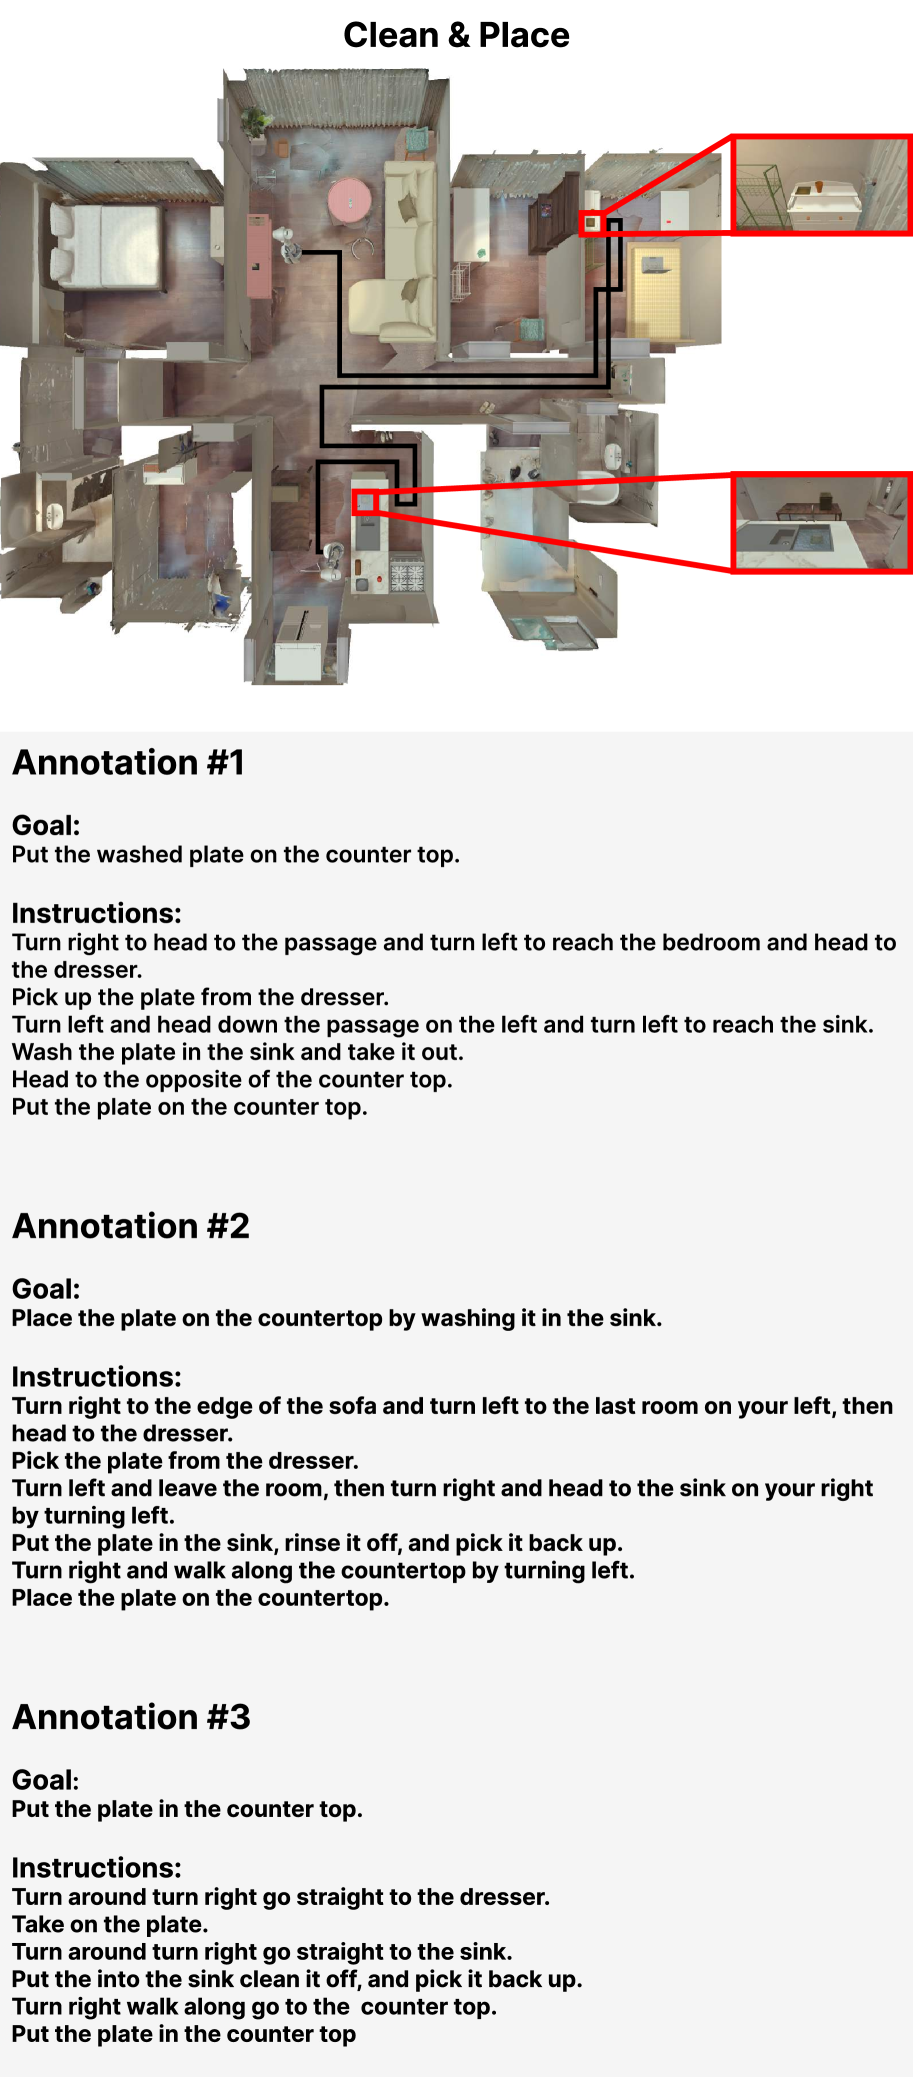 Clean & Place
Annotation #1
Goal:
Put the washed plate on the counter top.
Instructions:
Turn right to head to the passage and turn left to reach the bedroom and head to
the dresser.
Pick up the plate from the dresser.
Turn left and head down the passage on the left and turn left to reach the sink.
Wash the plate in the sink and take it out.
Head to the opposite of the counter top.
Put the plate on the counter top.
Annotation #2
Goal:
Place the plate on the countertop by washing it in the sink.
Instructions:
Turn right to the edge of the sofa and turn left to the last room on your left, then
head to the dresser.
Pick the plate from the dresser.
Turn left and leave the room, then turn right and head to the sink on your right
by turning left.
Put the plate in the sink, rinse it off, and pick it back up.
Turn right and walk along the countertop by turning left.
Place the plate on the countertop.
Annotation #3
Goal:
Put the plate in the counter top.
Instructions:
Turn around turn right go straight to the dresser.
Take on the plate.
Turn around turn right go straight to the sink.
Put the into the sink clean it off, and pick it back up.
Turn right walk along go to the  counter top.
Put the plate in the counter top